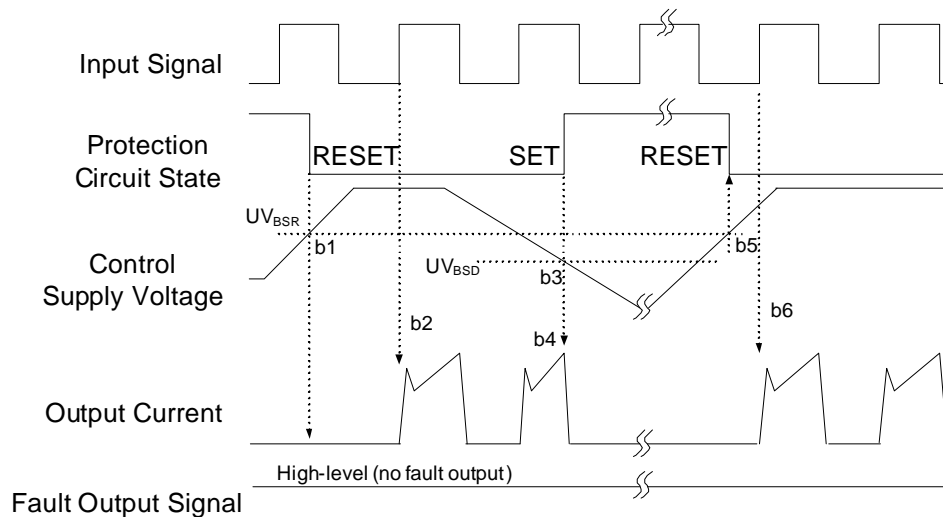 Input Signal
Protection
Circuit State
RESET
SET
RESET
UVBSR
b1
b5
Control
Supply Voltage
UVBSD
b3
b2
b4
b6
Output Current
High-level (no fault output)
Fault Output Signal